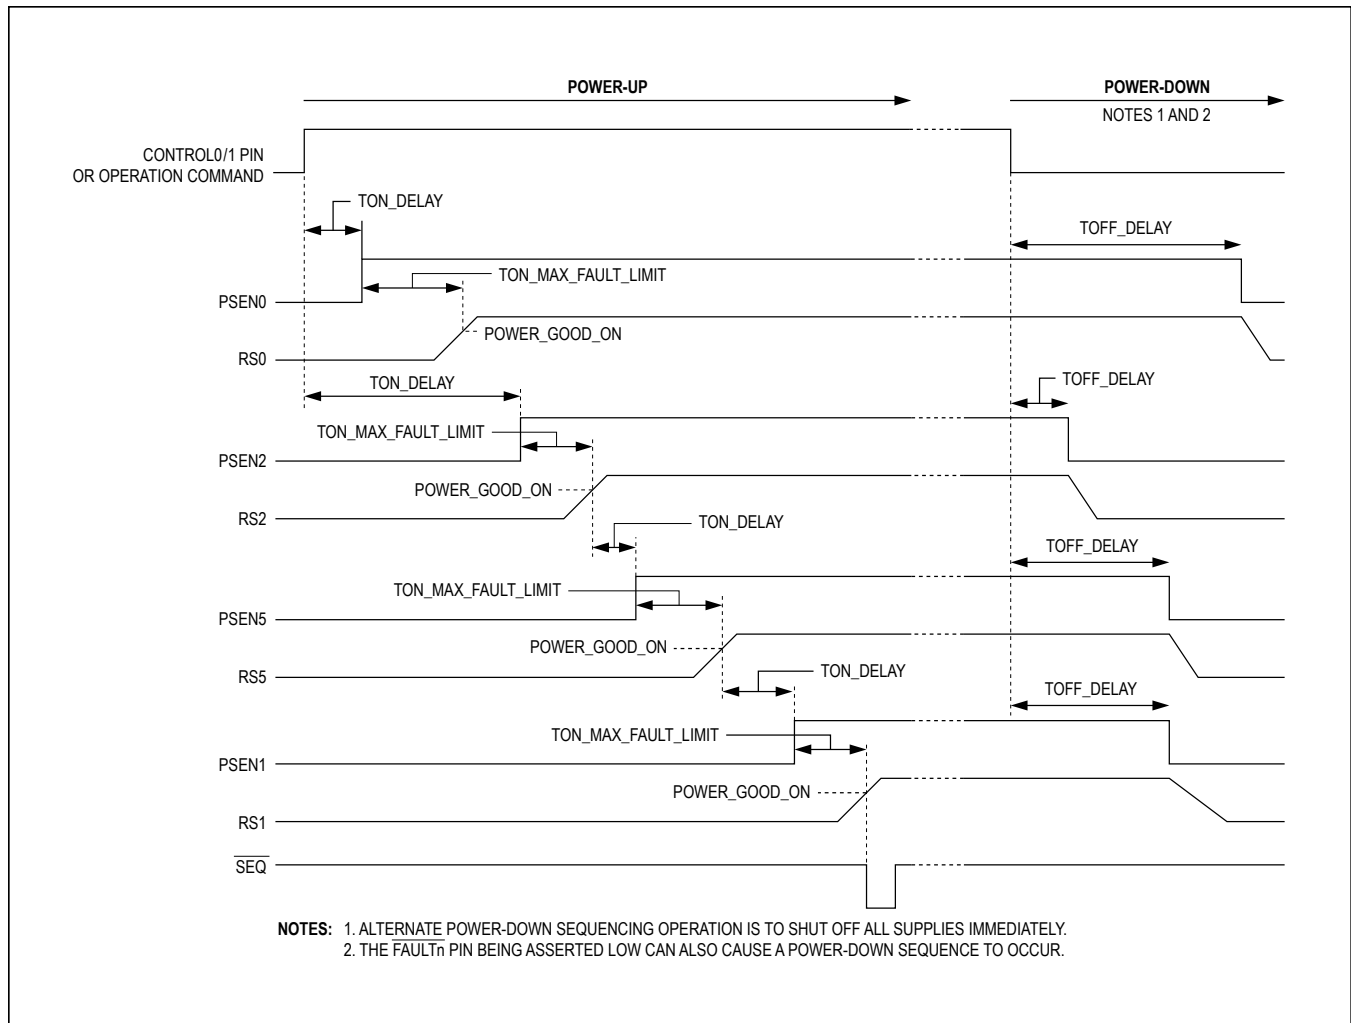 POWER-UP
POWER-DOWN
NOTES 1 AND 2
CONTROL0/1 PIN
OR OPERATION COMMAND
TON_DELAY
TOFF_DELAY
TON_MAX_FAULT_LIMIT
PSEN0
POWER_GOOD_ON
RS0
TON_DELAY
TOFF_DELAY
TON_MAX_FAULT_LIMIT
PSEN2
POWER_GOOD_ON
RS2
TON_DELAY
TOFF_DELAY
TON_MAX_FAULT_LIMIT
PSEN5
POWER_GOOD_ON
RS5
TON_DELAY
TOFF_DELAY
TON_MAX_FAULT_LIMIT
PSEN1
POWER_GOOD_ON
RS1
SEQ
NOTES: 1. ALTERNATE POWER-DOWN SEQUENCING OPERATION IS TO SHUT OFF ALL SUPPLIES IMMEDIATELY.
2. THE FAULTn PIN BEING ASSERTED LOW CAN ALSO CAUSE A POWER-DOWN SEQUENCE TO OCCUR.